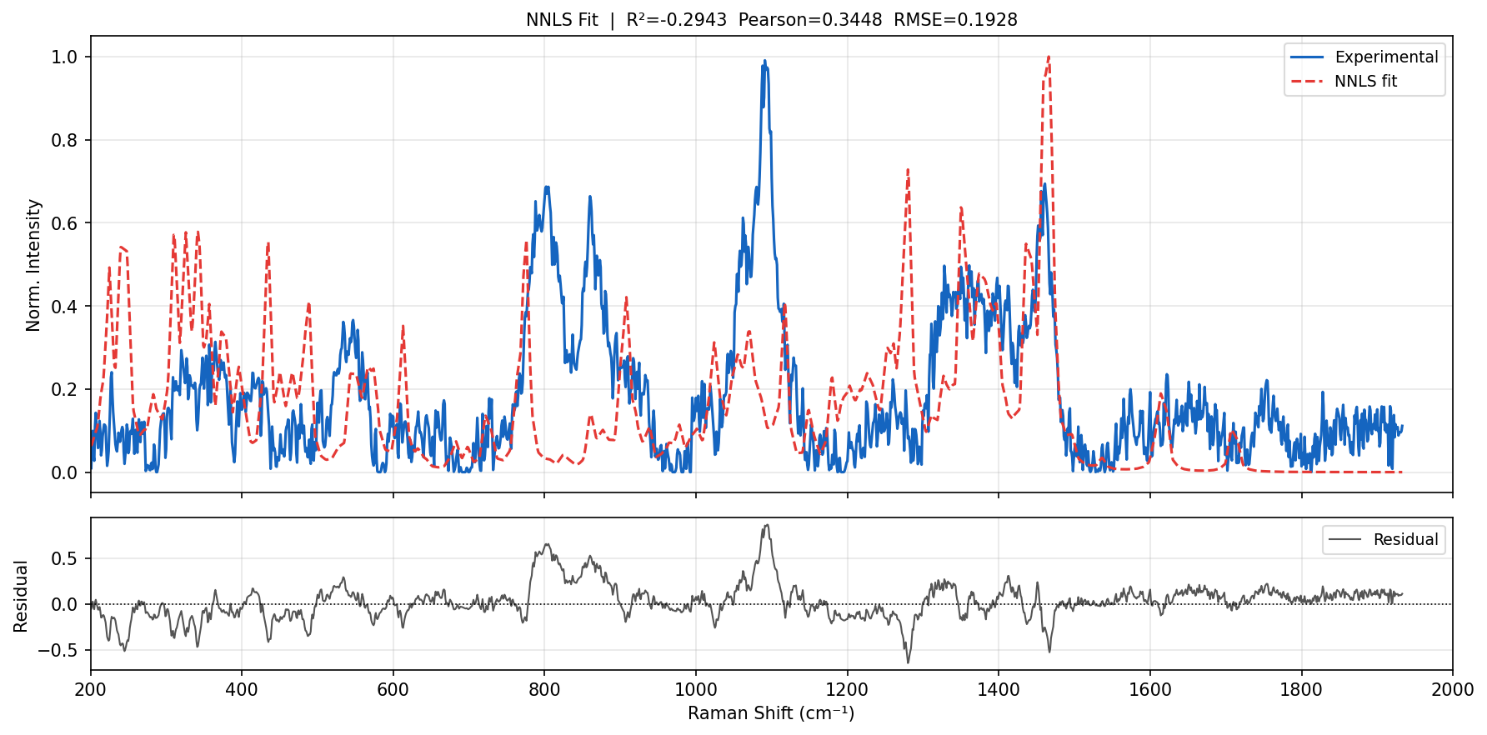 NNLS Fit | R²=-0.2943 Pearson=0.3448 RMSE=0.1928
Experimental
NNLS fit
Norm. Intensity
1.0
0.8
0.6
0.4
0.2
0.0
Residual
Residual
0.5
0.0
−0.5
200 400 600 800 1000 1200 1400 1600 1800 2000
Raman Shift (cm⁻¹)